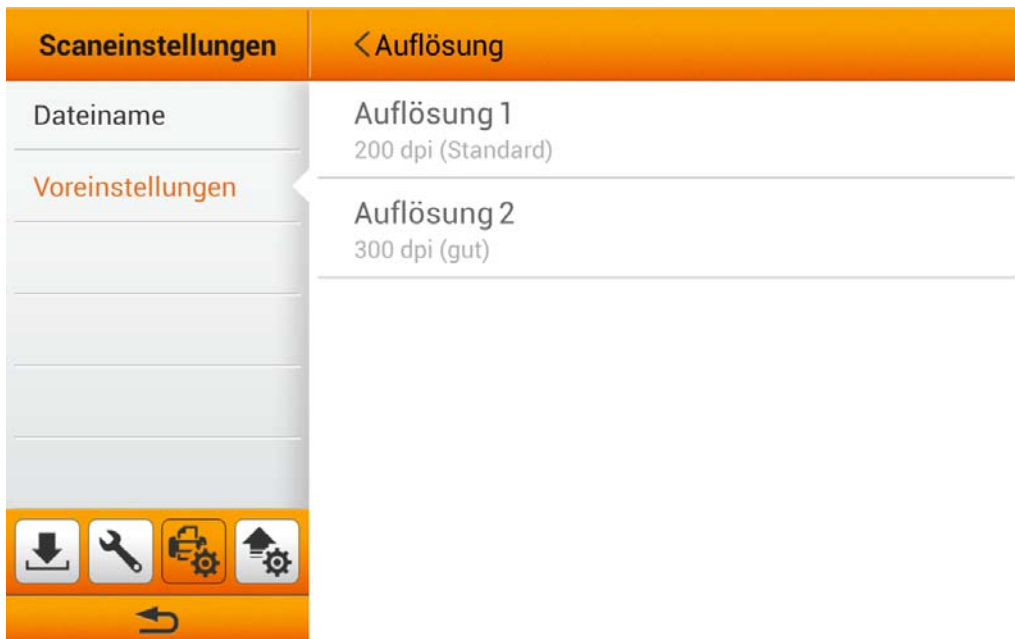 Scaneinstellungen
Auflösung
Dateiname
Voreinstellungen
Auflösung 1
200 dpi (Standard)
Auflösung 2
300 dpi (gut)